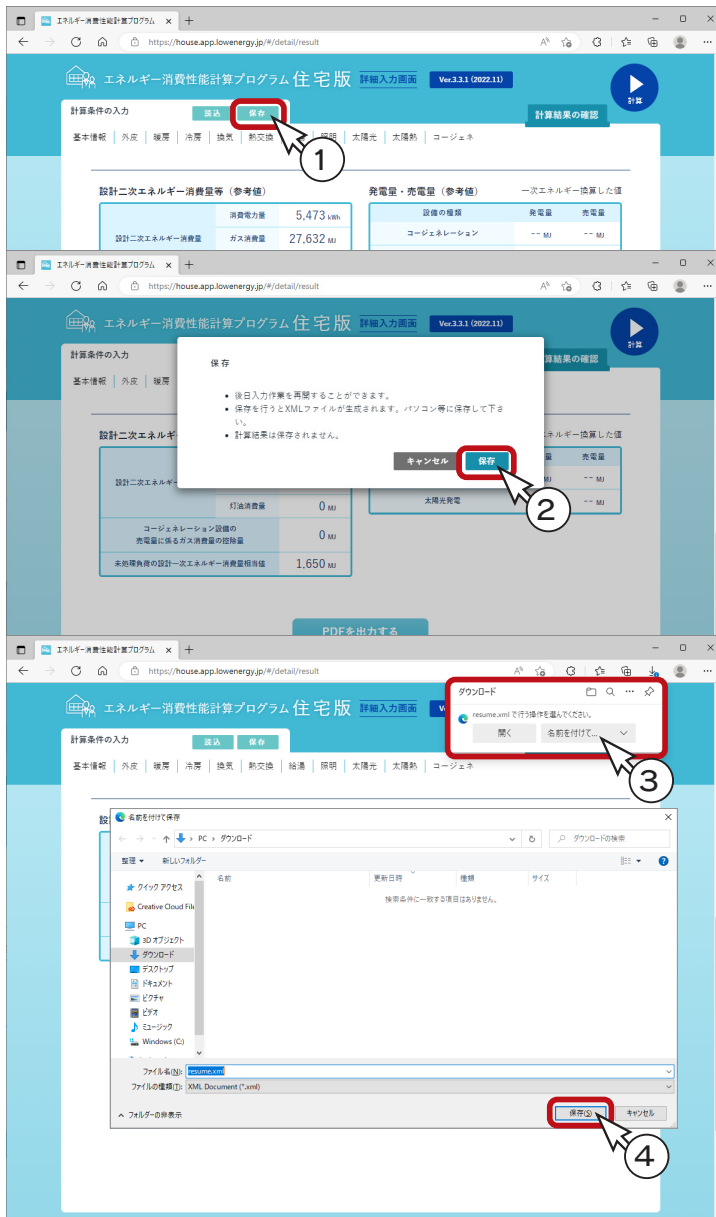 エネルギー消費性能計算プログラム × +
https://house.app.lowenergy.jp/#/detail/result
エネルギー消費性能計算プログラム 住宅版 詳細入力画面 Ver.3.3.1 (2022.11)
計算
計算条件の入力 読込 保存 計算結果の確認
基本情報 外皮 暖房 冷房 換気 熱交換 照明 太陽光 太陽熱 コージェネ
1
設計二次エネルギー消費量等(参考値) 発電量・売電量(参考値) 一次エネルギー換算した値
消費電力量 5,473 kWh 設備の種類 発電量 売電量
設計二次エネルギー消費量 ガス消費量 27,632 MJ コージェネレーション -- MJ -- MJ
エネルギー消費性能計算プログラム × +
https://house.app.lowenergy.jp/#/detail/result
エネルギー消費性能計算プログラム 住宅版 詳細入力画面 Ver.3.3.1 (2022.11)
計算
計算条件の入力 算結果の確認
基本情報 外皮 暖房
保存
• 後日入力作業を再開することができます。
• 保存を行うとXMLファイルが生成されます。パソコン等に保存して下さ
い。
• 計算結果は保存されません。
キャンセル 保存
2
設計二次エネルギー エネルギー換算した値
量 売電量
設計二次エネルギー MJ -- MJ
灯油消費量 0 MJ 太陽光発電 MJ -- MJ
コージェネレーション設備の
売電量に係るガス消費量の控除量 0 MJ
未処理負荷の設計一次エネルギー消費量相当値 1,650 MJ
PDFを出力する
エネルギー消費性能計算プログラム × +
https://house.app.lowenergy.jp/#/detail/result
エネルギー消費性能計算プログラム 住宅版 詳細入力画面 Ve
ダウンロード
resume.xml で行う操作を選んでください。
開く 名前を付けて...
3
計算条件の入力 読込 保存
基本情報 外皮 暖房 冷房 換気 熱交換 給湯 照明 太陽光 太陽熱 コージェネ
設
名前を付けて保存
PC › ダウンロード ダウンロードの検索
整理 新しいフォルダー
名前 更新日時 種類 サイズ
検索条件に一致する項目はありません。
クイック アクセス
Creative Cloud File
PC
3D オブジェクト
ダウンロード
デスクトップ
ドキュメント
ピクチャ
ビデオ
ミュージック
Windows (C:)
ファイル名(N): resume.xml
ファイルの種類(T): XML Document (*.xml)
フォルダーの非表示 保存(S) キャンセル
4